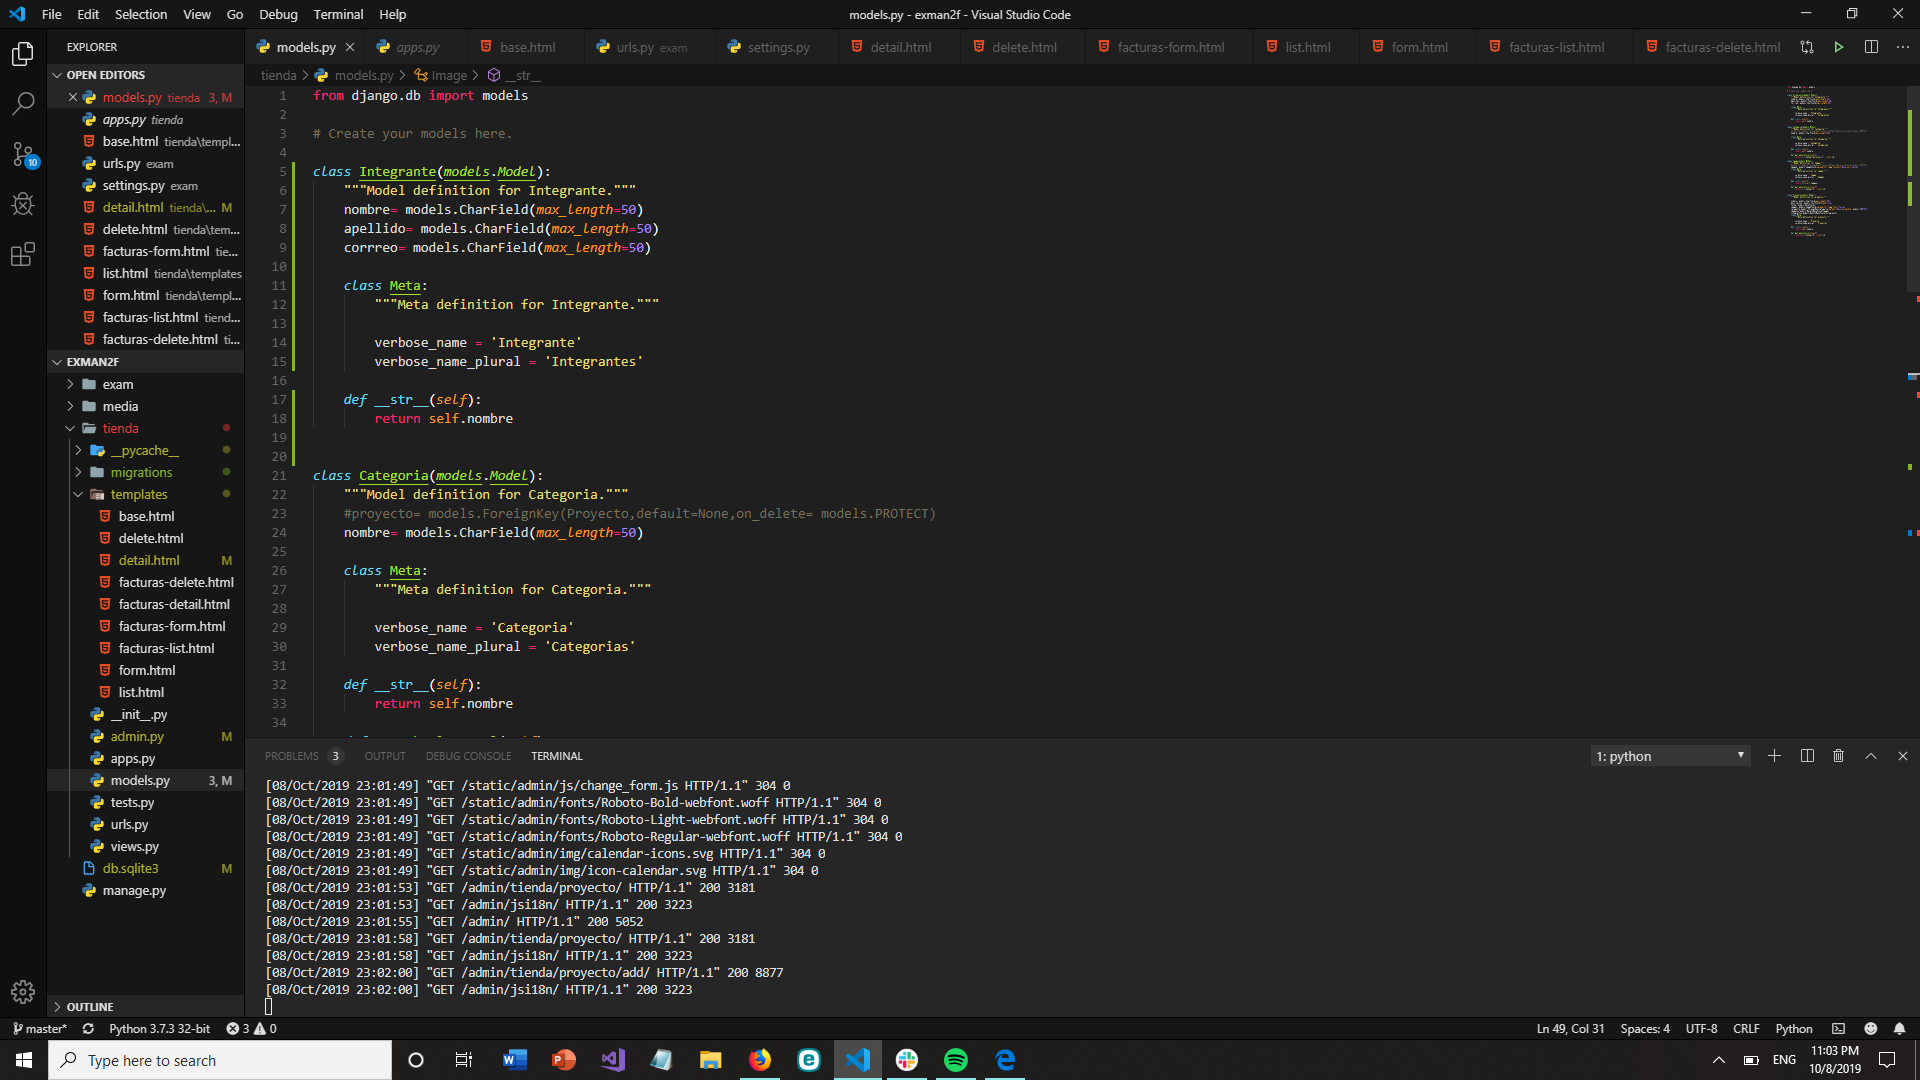 File Edit Selection View Go Debug Terminal Help
models.py - exman2f - Visual Studio Code
EXPLORER
OPEN EDITORS
models.py tienda 3, M
apps.py tienda
base.html tienda\templ...
urls.py exam
settings.py exam
detail.html tienda\... M
delete.html tienda\tem...
facturas-form.html tie...
list.html tienda\templates
form.html tienda\templ...
facturas-list.html tiend...
facturas-delete.html ti...
EXMAN2F
exam
media
tienda
__pycache__
migrations
templates
base.html
delete.html
detail.html M
facturas-delete.html
facturas-detail.html
facturas-form.html
facturas-list.html
form.html
list.html
__init__.py
admin.py M
apps.py
models.py 3, M
tests.py
urls.py
views.py
db.sqlite3 M
manage.py
OUTLINE
10
models.py apps.py base.html urls.py exam settings.py detail.html delete.html facturas-form.html list.html form.html facturas-list.html facturas-delete.html
tienda > models.py > Image > __str__
1 from django.db import models
2
3 # Create your models here.
4
5 class Integrante(models.Model):
6 """Model definition for Integrante."""
7 nombre= models.CharField(max_length=50)
8 apellido= models.CharField(max_length=50)
9 corrreo= models.CharField(max_length=50)
10
11 class Meta:
12 """Meta definition for Integrante."""
13
14 verbose_name = 'Integrante'
15 verbose_name_plural = 'Integrantes'
16
17 def __str__(self):
18 return self.nombre
19
20
21 class Categoria(models.Model):
22 """Model definition for Categoria."""
23 #proyecto= models.ForeignKey(Proyecto,default=None,on_delete= models.PROTECT)
24 nombre= models.CharField(max_length=50)
25
26 class Meta:
27 """Meta definition for Categoria."""
28
29 verbose_name = 'Categoria'
30 verbose_name_plural = 'Categorias'
31
32 def __str__(self):
33 return self.nombre
34
PROBLEMS 3 OUTPUT DEBUG CONSOLE TERMINAL
1: python
[08/Oct/2019 23:01:49] "GET /static/admin/js/change_form.js HTTP/1.1" 304 0
[08/Oct/2019 23:01:49] "GET /static/admin/fonts/Roboto-Bold-webfont.woff HTTP/1.1" 304 0
[08/Oct/2019 23:01:49] "GET /static/admin/fonts/Roboto-Light-webfont.woff HTTP/1.1" 304 0
[08/Oct/2019 23:01:49] "GET /static/admin/fonts/Roboto-Regular-webfont.woff HTTP/1.1" 304 0
[08/Oct/2019 23:01:49] "GET /static/admin/img/calendar-icons.svg HTTP/1.1" 304 0
[08/Oct/2019 23:01:49] "GET /static/admin/img/icon-calendar.svg HTTP/1.1" 304 0
[08/Oct/2019 23:01:53] "GET /admin/tienda/proyecto/ HTTP/1.1" 200 3181
[08/Oct/2019 23:01:53] "GET /admin/jsi18n/ HTTP/1.1" 200 3223
[08/Oct/2019 23:01:55] "GET /admin/ HTTP/1.1" 200 5052
[08/Oct/2019 23:01:58] "GET /admin/tienda/proyecto/ HTTP/1.1" 200 3181
[08/Oct/2019 23:01:58] "GET /admin/jsi18n/ HTTP/1.1" 200 3223
[08/Oct/2019 23:02:00] "GET /admin/tienda/proyecto/add/ HTTP/1.1" 200 8877
[08/Oct/2019 23:02:00] "GET /admin/jsi18n/ HTTP/1.1" 200 3223
master* Python 3.7.3 32-bit 3 0
Ln 49, Col 31 Spaces: 4 UTF-8 CRLF Python
Type here to search
ENG
11:03 PM
10/8/2019